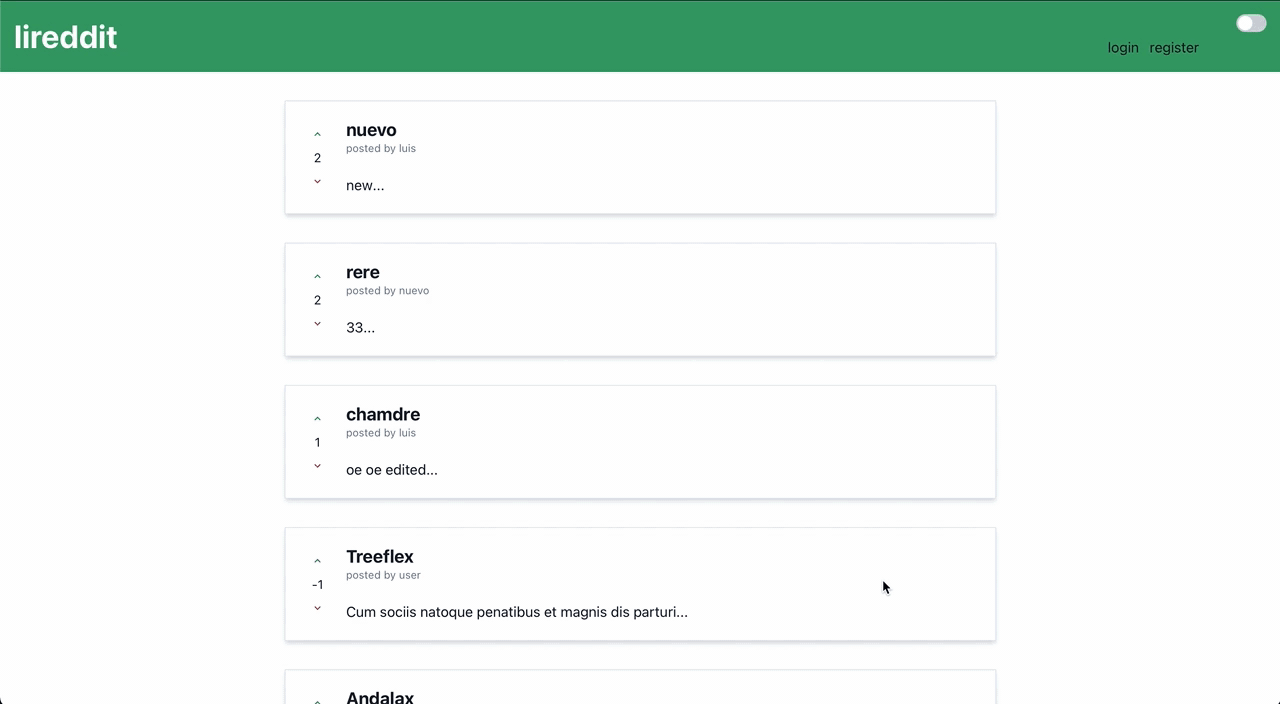 lireddit
login register
nuevo
posted by luis
2
new...
rere
posted by nuevo
2
33...
chamdre
posted by luis
1
oe oe edited...
Treeflex
posted by user
-1
Cum sociis natoque penatibus et magnis dis parturi...
Andalax